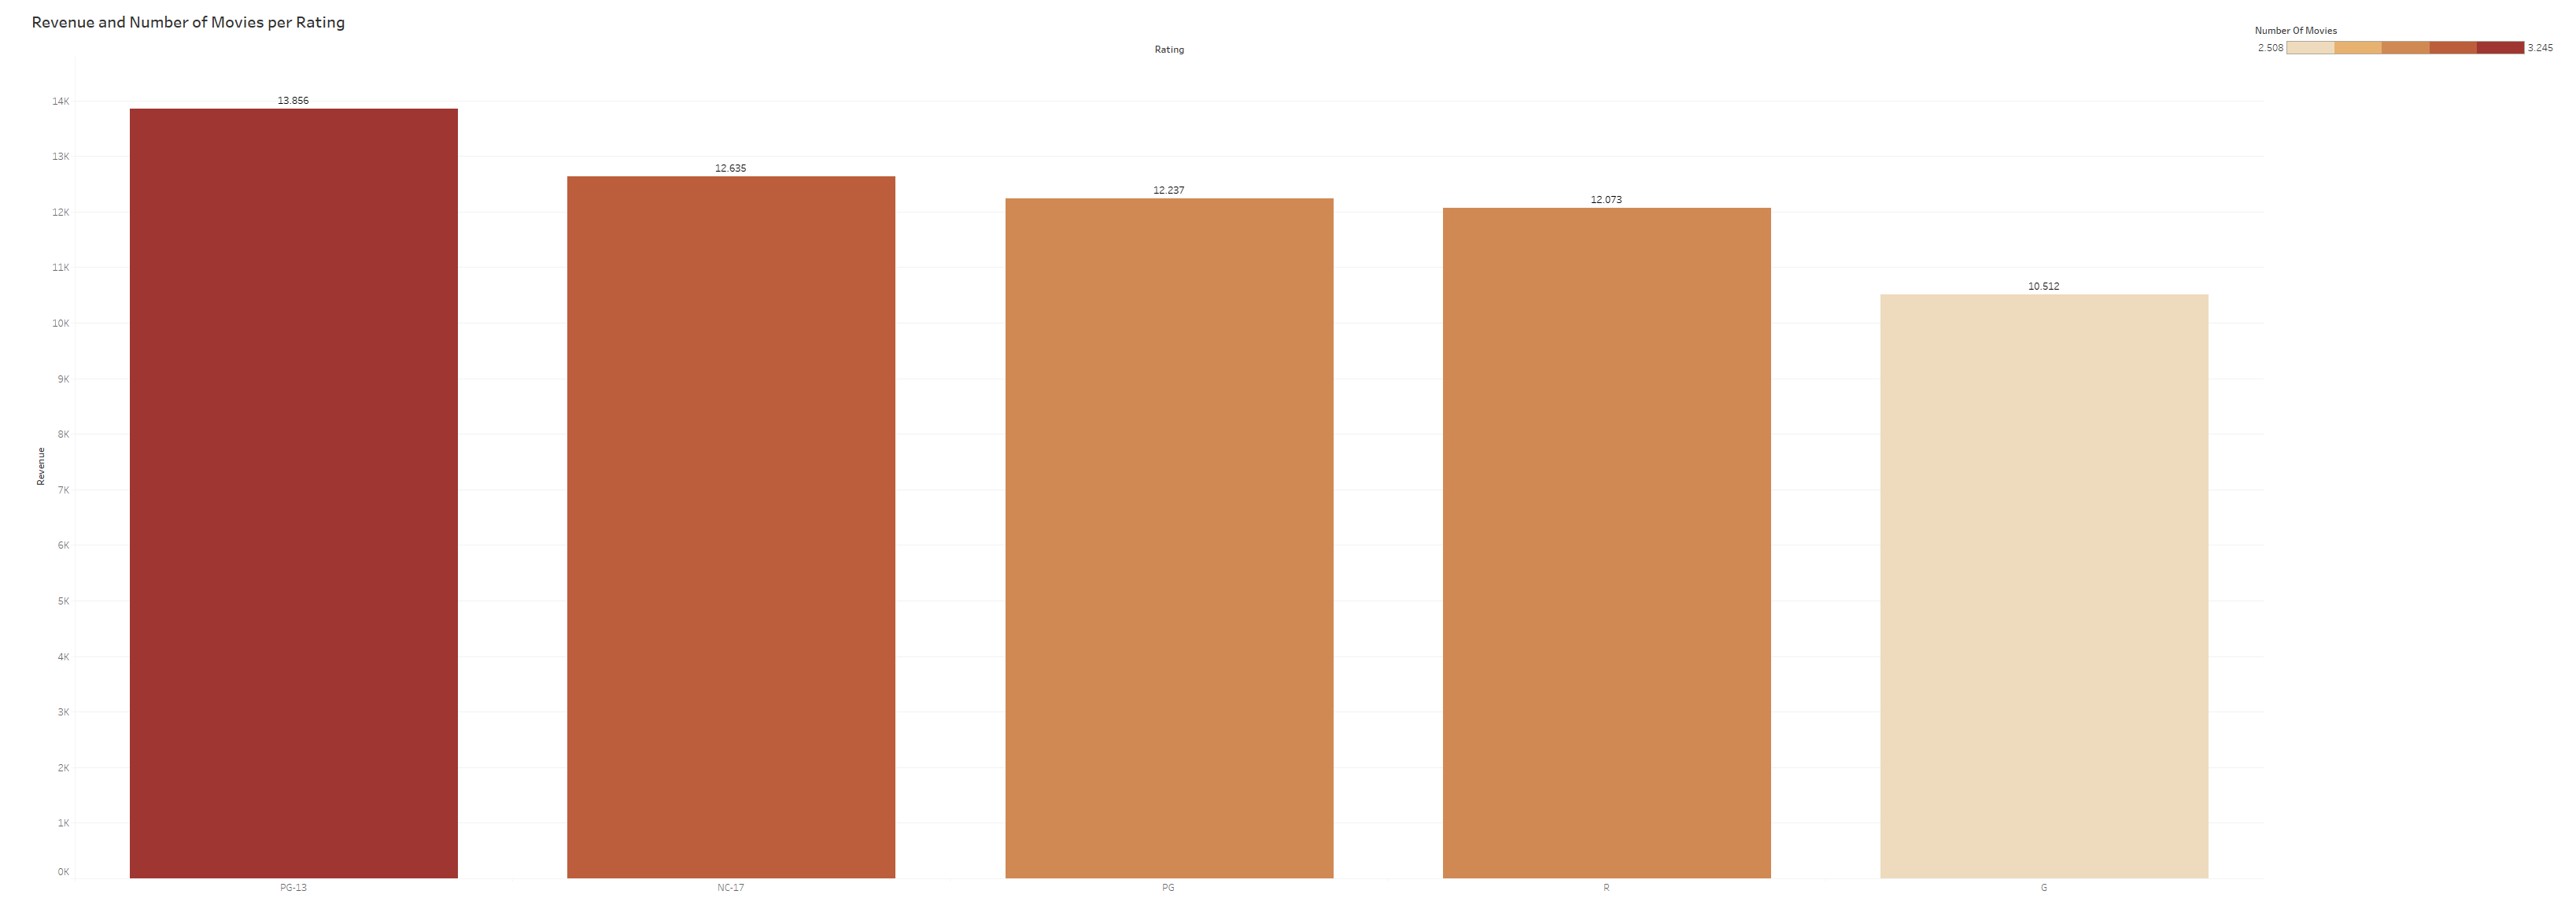 Revenue and Number of Movies per Rating
Number Of Movies
2.508 3.245
Rating
Revenue
14K
13K
12K
11K
10K
9K
8K
7K
6K
5K
4K
3K
2K
1K
0K
13.856
12.635
12.237
12.073
10.512
PG-13
NC-17
PG
R
G